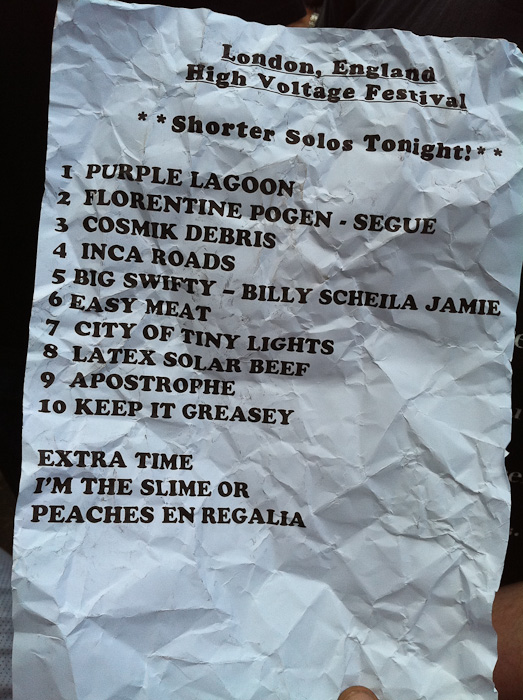 London, England
High Voltage Festival
**Shorter Solos Tonight!**
1 PURPLE LAGOON
2 FLORENTINE POGEN - SEGUE
3 COSMIK DEBRIS
4 INCA ROADS
5 BIG SWIFTY – BILLY SCHEILA JAMIE
6 EASY MEAT
7 CITY OF TINY LIGHTS
8 LATEX SOLAR BEEF
9 APOSTROPHE
10 KEEP IT GREASEY
EXTRA TIME
I'M THE SLIME OR
PEACHES EN REGALIA